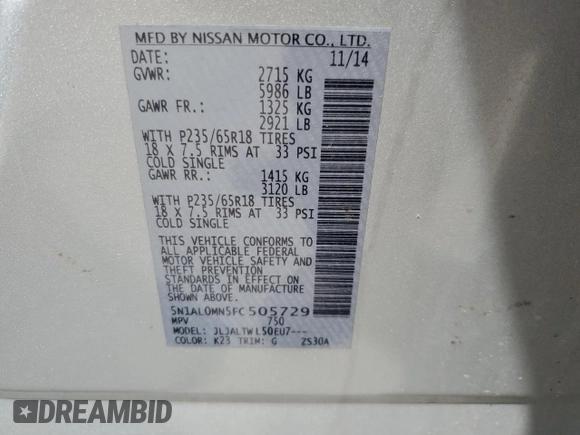 MFD BY NISSAN MOTOR CO., LTD.
DATE: 11/14
GVWR: 2715 KG
5986 LB
GAWR FR.: 1325 KG
2921 LB
WITH P235/65R18 TIRES
18 X 7.5 RIMS AT 33 PSI
COLD SINGLE
GAWR RR.: 1415 KG
3120 LB
WITH P235/65R18 TIRES
18 X 7.5 RIMS AT 33 PSI
COLD SINGLE
THIS VEHICLE CONFORMS TO
ALL APPLICABLE FEDERAL
MOTOR VEHICLE SAFETY AND
THEFT PREVENTION
STANDARDS IN EFFECT ON
THE DATE OF MANUFACTURE
SHOWN ABOVE.
5N1AL0MN5FC505729
MPV 750
MODEL: JLJALTWL50EU7---
COLOR: K23 TRIM: G ZS30A
DREAMBID